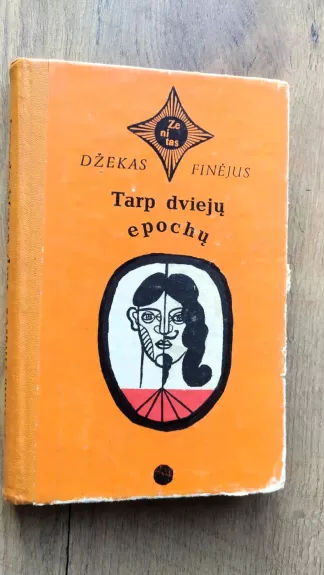 Ze
ni
tas
DŽEKAS FINĖJUS
Tarp dviejų
epochų